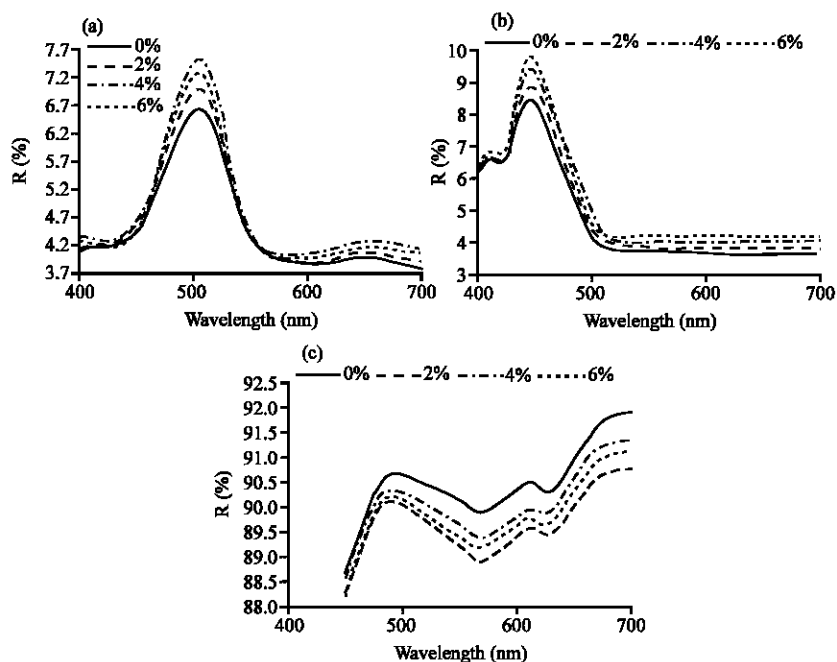 (a)
0%
2%
4%
6%
7.7
7.2
6.7
6.2
5.7
5.2
4.7
4.2
3.7
R (%)
400 500 600 700
Wavelength (nm)
(b)
0% 2% 4% 6%
10
9
8
7
6
5
4
3
R (%)
400 500 600 700
Wavelength (nm)
(c)
0% 2% 4% 6%
92.5
92.0
91.5
91.0
90.5
90.0
89.5
89.0
88.5
88.0
R (%)
400 500 600 700
Wavelength (nm)